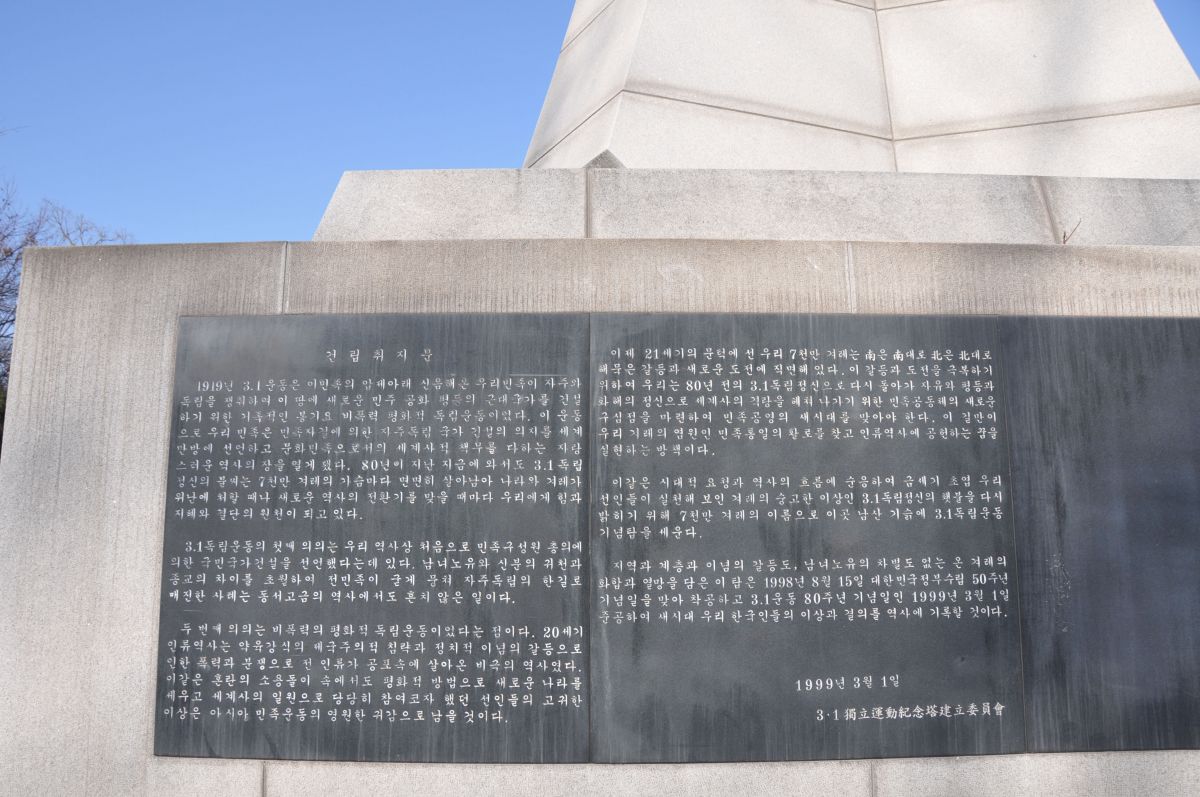 건립취지문
1919년 3.1운동은 이민족의 압제아래 신음해온 우리민족이 자주와
독립을 쟁취하여 이 땅에 새로운 민주 공화 평등의 근대국가를 건설
하기 위한 거족적인 봉기요 비폭력 평화적 독립운동이었다. 이 운동
으로 우리 민족은 민족자결에 의한 자주독립 국가 건설의 의지를 세계
만방에 선언하고 문화민족으로서의 세계사적 책무를 다하는 자랑
스러운 역사의 장을 열게 됐다. 80년이 지난 지금에 와서도 3.1독립
정신의 불씨는 7천만 겨레의 가슴마다 면면히 살아남아 나라와 겨레가
위난에 처할 때나 새로운 역사의 전환기를 맞을 때마다 우리에게 힘과
지혜와 결단의 원천이 되고 있다.
3.1독립운동의 첫째 의의는 우리 역사상 처음으로 민족구성원 총의에
의한 국민국가건설을 선언했다는데 있다. 남녀노유와 신분의 귀천과
종교의 차이를 초월하여 전민족이 굳게 뭉쳐 자주독립의 한길로
매진한 사례는 동서고금의 역사에서도 흔치 않은 일이다.
두 번째 의의는 비폭력의 평화적 독립운동이었다는 점이다. 20세기
인류역사는 약육강식의 제국주의적 침략과 정치적 이념의 갈등으로
인한 폭력과 분쟁으로 전 인류가 공포속에 살아온 비극의 역사였다.
이같은 혼란의 소용돌이 속에서도 평화적 방법으로 새로운 나라를
세우고 세계사의 일원으로 당당히 참여코자 했던 선인들의 고귀한
이상은 아시아 민족운동의 영원한 귀감으로 남을 것이다.
이제 21세기의 문턱에 선 우리 7천만 겨레는 南은 南대로 北은 北대로
해묵은 갈등과 새로운 도전에 직면해 있다. 이 갈등과 도전을 극복하기
위하여 우리는 80년 전의 3.1독립정신으로 다시 돌아가 자유와 평등과
화해의 정신으로 세계사의 격랑을 헤쳐 나가기 위한 민족공동체의 새로운
구심점을 마련하여 민족공영의 새시대를 맞아야 한다. 이 길만이
우리 겨레의 염원인 민족통일의 활로를 찾고 인류역사에 공헌하는 꿈을
실현하는 방책이다.
이같은 시대적 요청과 역사의 흐름에 순응하여 금세기 초엽 우리
선인들이 실천해 보인 겨레의 숭고한 이상인 3.1독립정신의 횃불을 다시
밝히기 위해 7천만 겨레의 이름으로 이곳 남산 기슭에 3.1독립운동
기념탑을 세운다.
지역과 계층과 이념의 갈등도, 남녀노유의 차별도 없는 온 겨레의
화합과 열망을 담은 이 탑은 1998년 8월 15일 대한민국정부수립 50주년
기념일을 맞아 착공하고 3.1운동 80주년 기념일인 1999년 3월 1일
준공하여 새시대 우리 한국인들의 이상과 결의를 역사에 기록할 것이다.
1999년 3월 1일
3·1 獨立運動紀念塔建立委員會